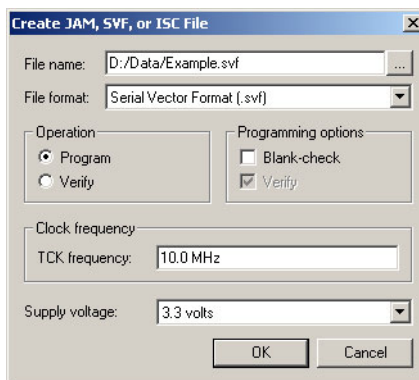 Create JAM, SVF, or ISC File
File name: D:/Data/Example.svf ...
File format: Serial Vector Format (.svf)
Operation
Programming options
Program
Blank-check
Verify
Verify
Clock frequency
TCK frequency: 10.0 MHz
Supply voltage: 3.3 volts
OK Cancel